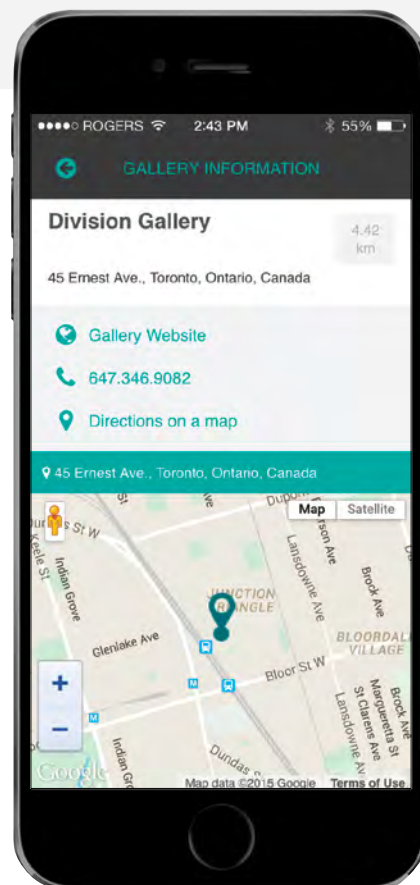 ROGERS 2:43 PM 55%
GALLERY INFORMATION
Division Gallery
4.42
km
45 Ernest Ave., Toronto, Ontario, Canada
Gallery Website
647.346.9082
Directions on a map
45 Ernest Ave., Toronto, Ontario, Canada
Map Satellite
St
Ave
Keele St
Indian Grove
Lansdowne Ave
Brock Ave
JUNCTION
Glenlake Ave
BLOORDALE
VILLAGE
Bloor St W
M
M
+
−
Indian Grove
Dundas
Lansdowne Av
St Clarens Ave
Margueretta St
Brock Ave
Google
Map data ©2015 Google Terms of Use